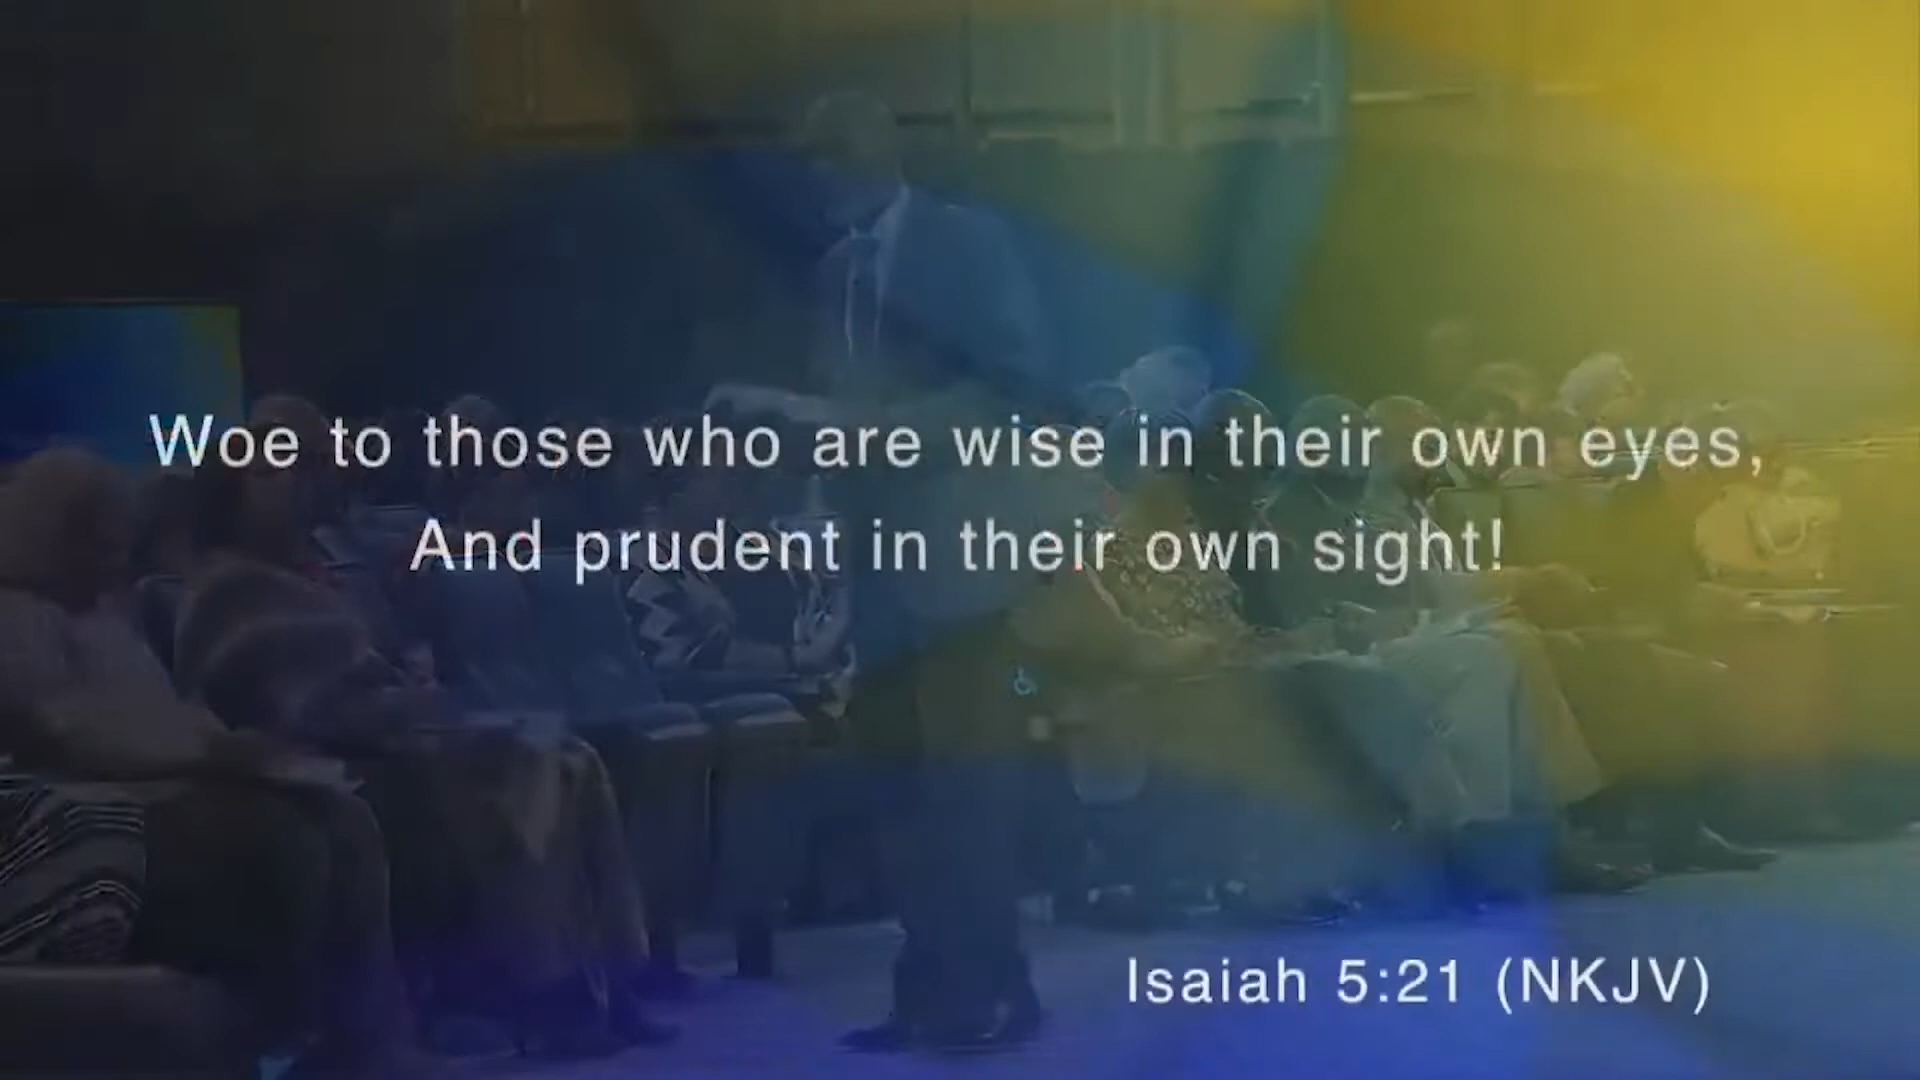 Woe to those who are wise in their own eyes,
And prudent in their own sight!
Isaiah 5:21 (NKJV)